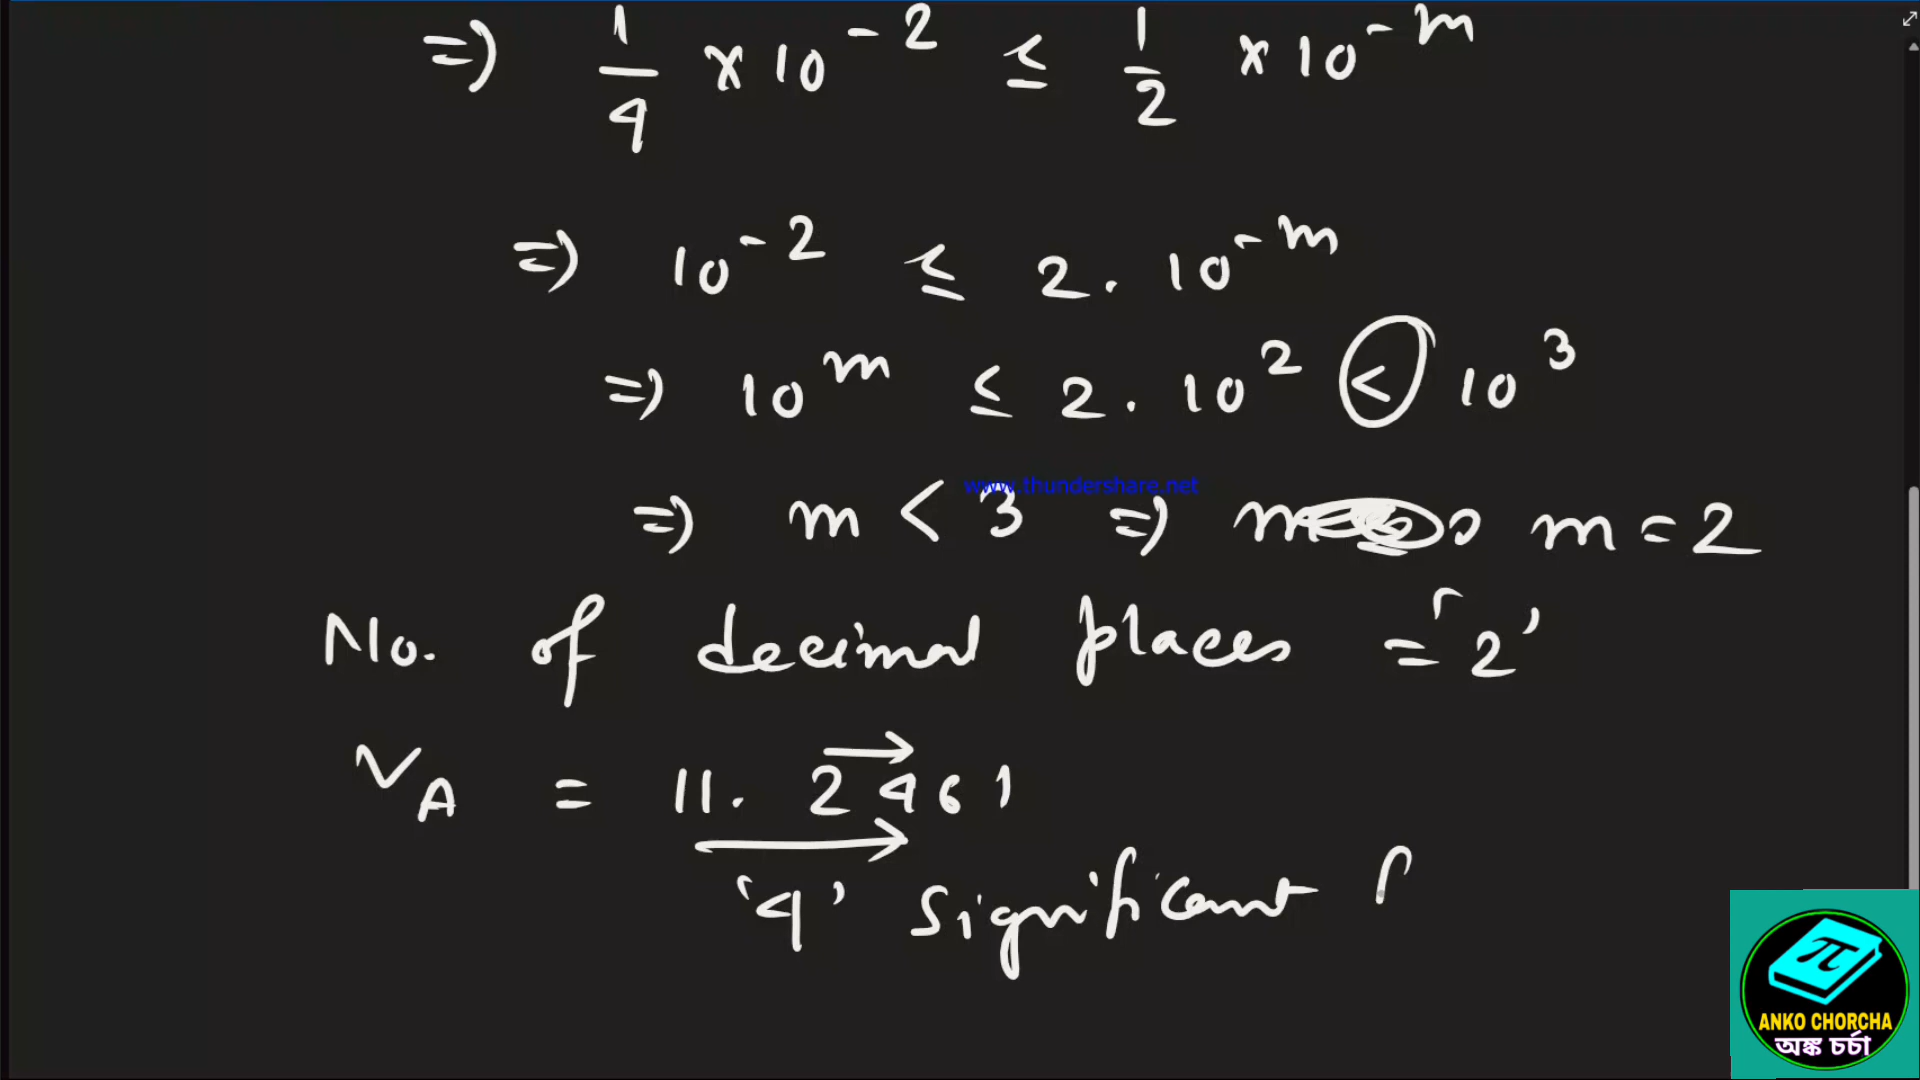 => 1/4 × 10^-2 ≤ 1/2 × 10^-m
=> 10^-2 ≤ 2 . 10^-m
=> 10^m ≤ 2 . 10^2 < 10^3
www.thundershare.net
=> m < 3 => m = 2
No. of decimal places = '2'
V_A = 11. 2461
'4' significant f
ANKO CHORCHA
অঙ্ক চর্চা